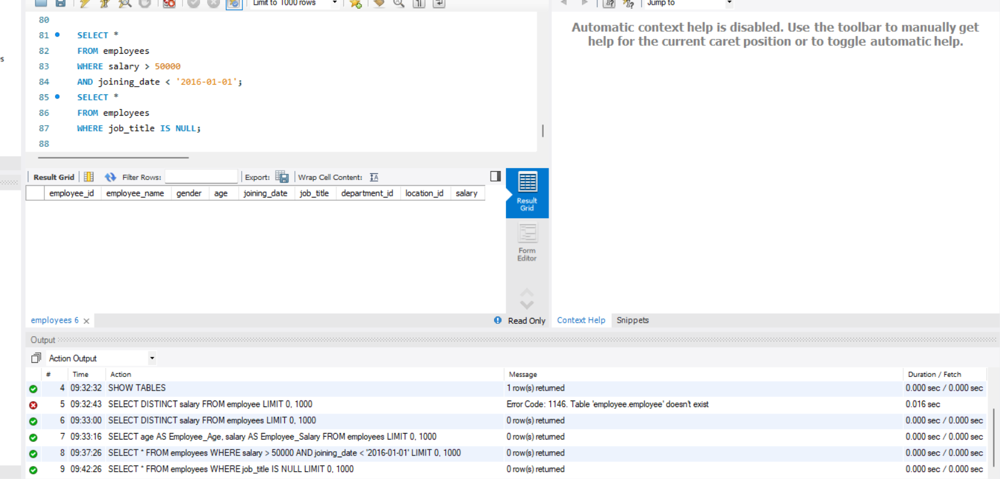 Limit to 1000 rows
Jump to
80
81 SELECT *
82 FROM employees
83 WHERE salary > 50000
84 AND joining_date < '2016-01-01';
85 SELECT *
86 FROM employees
87 WHERE job_title IS NULL;
88
Automatic context help is disabled. Use the toolbar to manually get
help for the current caret position or to toggle automatic help.
Result Grid Filter Rows: Export: Wrap Cell Content:
employee_id employee_name gender age joining_date job_title department_id location_id salary
Result
Grid
Form
Editor
employees 6 Read Only
Context Help Snippets
Output
Action Output
# Time Action Message Duration / Fetch
4 09:32:32 SHOW TABLES 1 row(s) returned 0.000 sec / 0.000 sec
5 09:32:43 SELECT DISTINCT salary FROM employee LIMIT 0, 1000 Error Code: 1146. Table 'employee.employee' doesn't exist 0.016 sec
6 09:33:00 SELECT DISTINCT salary FROM employees LIMIT 0, 1000 0 row(s) returned 0.000 sec / 0.000 sec
7 09:33:16 SELECT age AS Employee_Age, salary AS Employee_Salary FROM employees LIMIT 0, 1000 0 row(s) returned 0.000 sec / 0.000 sec
8 09:37:26 SELECT * FROM employees WHERE salary > 50000 AND joining_date < '2016-01-01' LIMIT 0, 1000 0 row(s) returned 0.000 sec / 0.000 sec
9 09:42:26 SELECT * FROM employees WHERE job_title IS NULL LIMIT 0, 1000 0 row(s) returned 0.000 sec / 0.000 sec